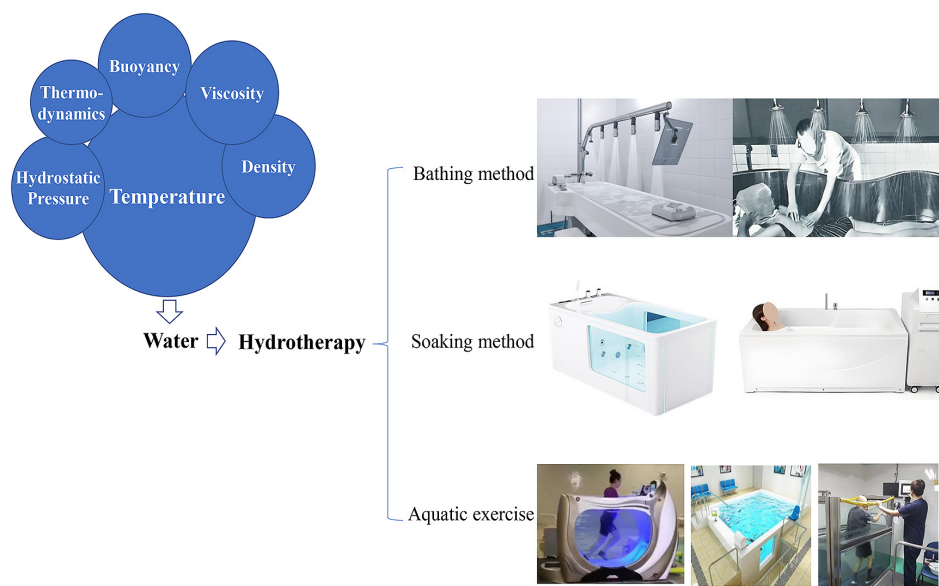 Buoyancy
Thermo-
dynamics
Viscosity
Hydrostatic
Pressure
Temperature
Density
Water
Hydrotherapy
Bathing method
Soaking method
Aquatic exercise